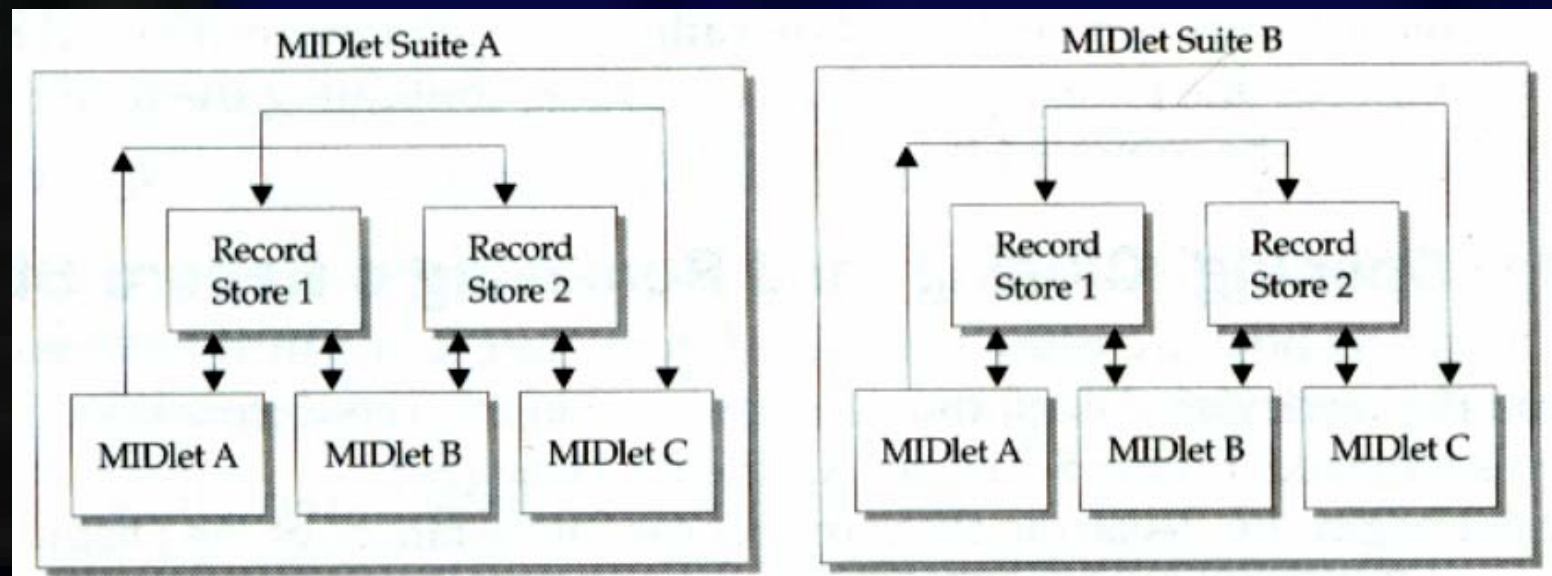 MIDlet Suite A
Record
Store 1
Record
Store 2
MIDlet A
MIDlet B
MIDlet C
MIDlet Suite B
Record
Store 1
Record
Store 2
MIDlet A
MIDlet B
MIDlet C